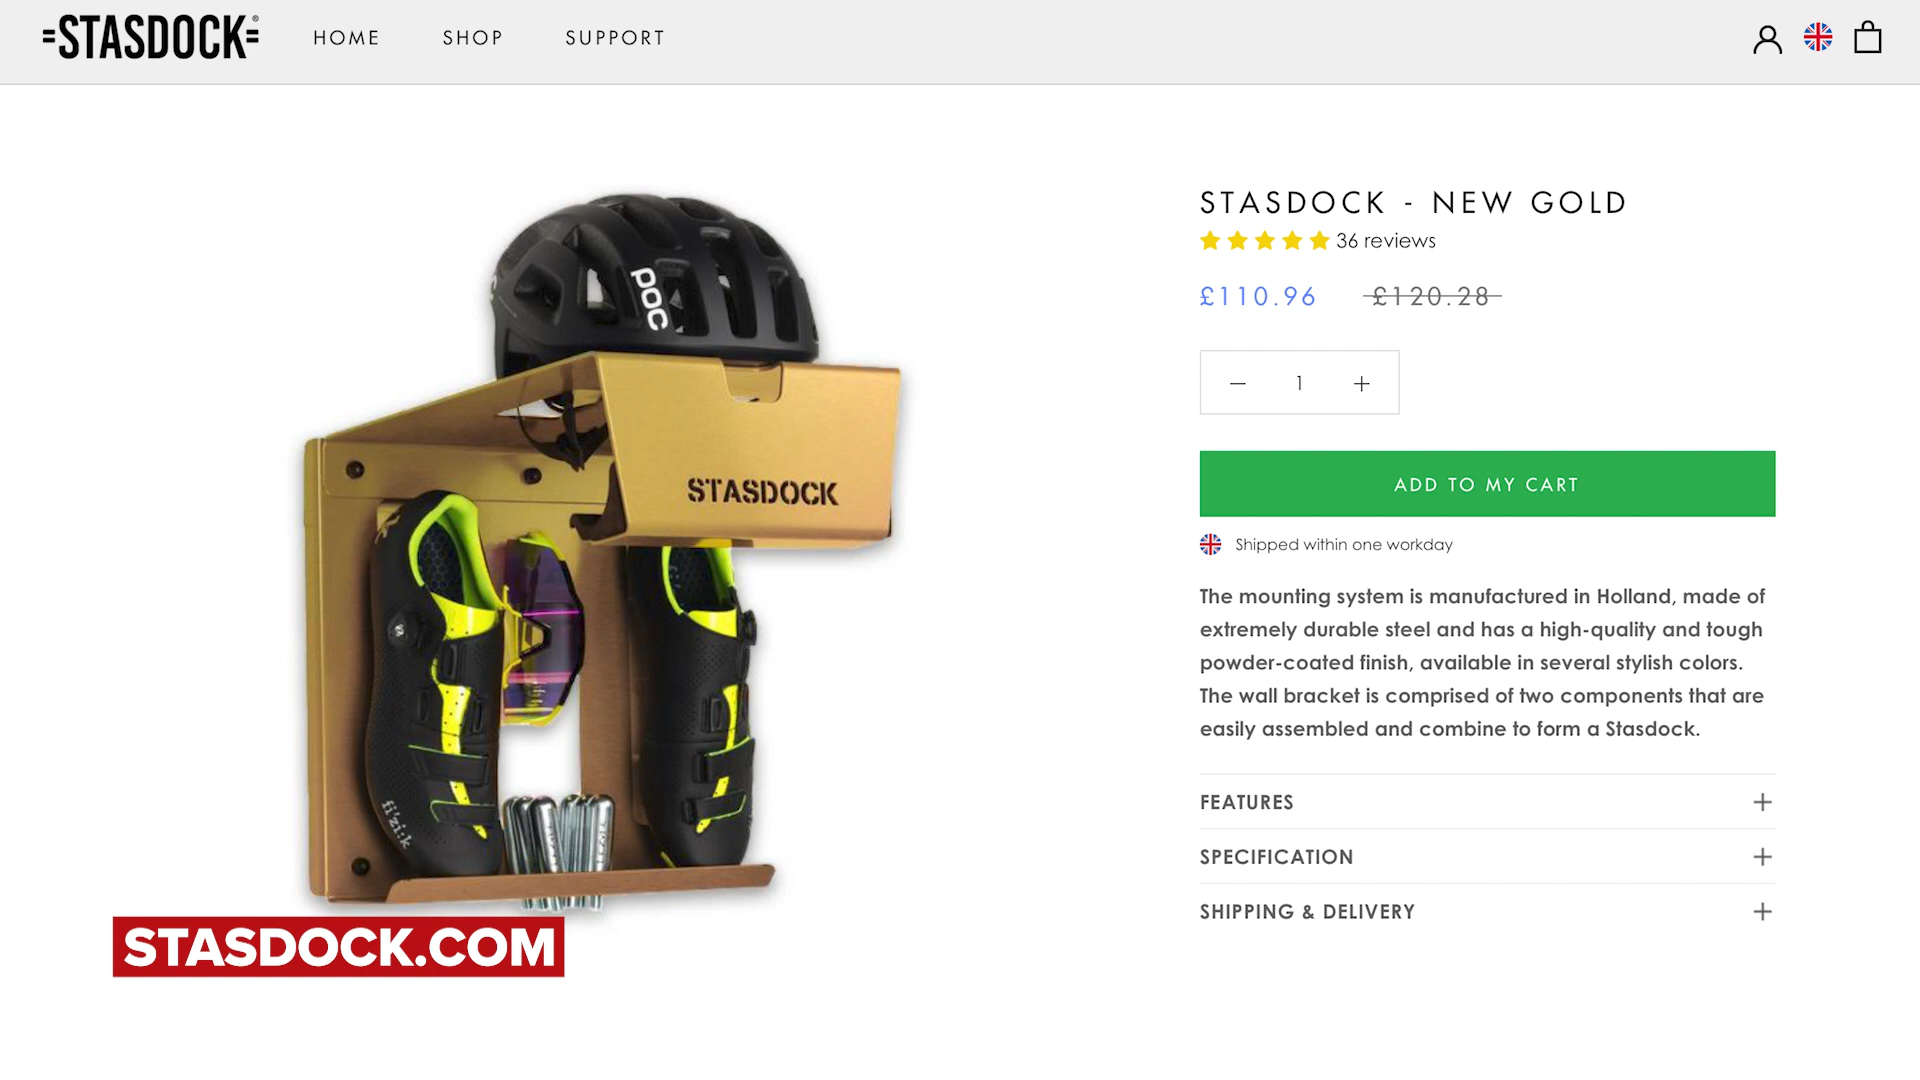 =STASDOCK=®
HOME
SHOP
SUPPORT
STASDOCK - NEW GOLD
36 reviews
£110.96 £120.28
− 1 +
ADD TO MY CART
Shipped within one workday
The mounting system is manufactured in Holland, made of
extremely durable steel and has a high-quality and tough
powder-coated finish, available in several stylish colors.
The wall bracket is comprised of two components that are
easily assembled and combine to form a Stasdock.
FEATURES +
SPECIFICATION +
SHIPPING & DELIVERY +
poc
STASDOCK
fi'zi:k
STASDOCK.COM